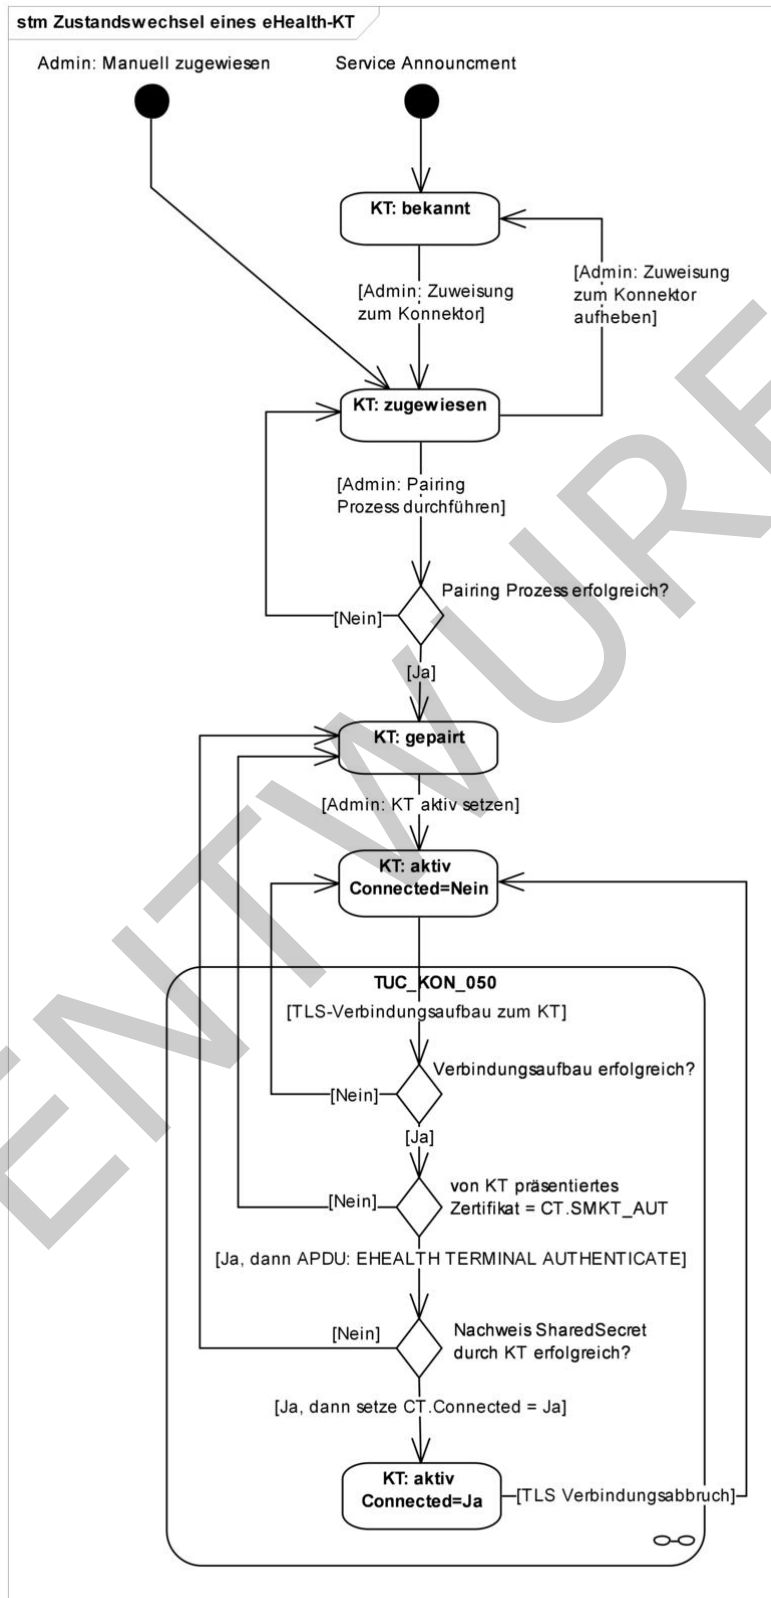 stm Zustandswechsel eines eHealth-KT
Admin: Manuell zugewiesen
Service Announcment
KT: bekannt
[Admin: Zuweisung
zum Konnektor]
[Admin: Zuweisung
zum Konnektor
aufheben]
KT: zugewiesen
[Admin: Pairing
Prozess durchführen]
Pairing Prozess erfolgreich?
[Nein]
[Ja]
KT: gepairt
[Admin: KT aktiv setzen]
KT: aktiv
Connected=Nein
TUC_KON_050
[TLS-Verbindungsaufbau zum KT]
Verbindungsaufbau erfolgreich?
[Nein]
[Ja]
von KT präsentiertes
Zertifikat = CT.SMKT_AUT
[Nein]
[Ja, dann APDU: EHEALTH TERMINAL AUTHENTICATE]
Nachweis SharedSecret
durch KT erfolgreich?
[Nein]
[Ja, dann setze CT.Connected = Ja]
KT: aktiv
Connected=Ja
[TLS Verbindungsabbruch]
ENTWURF